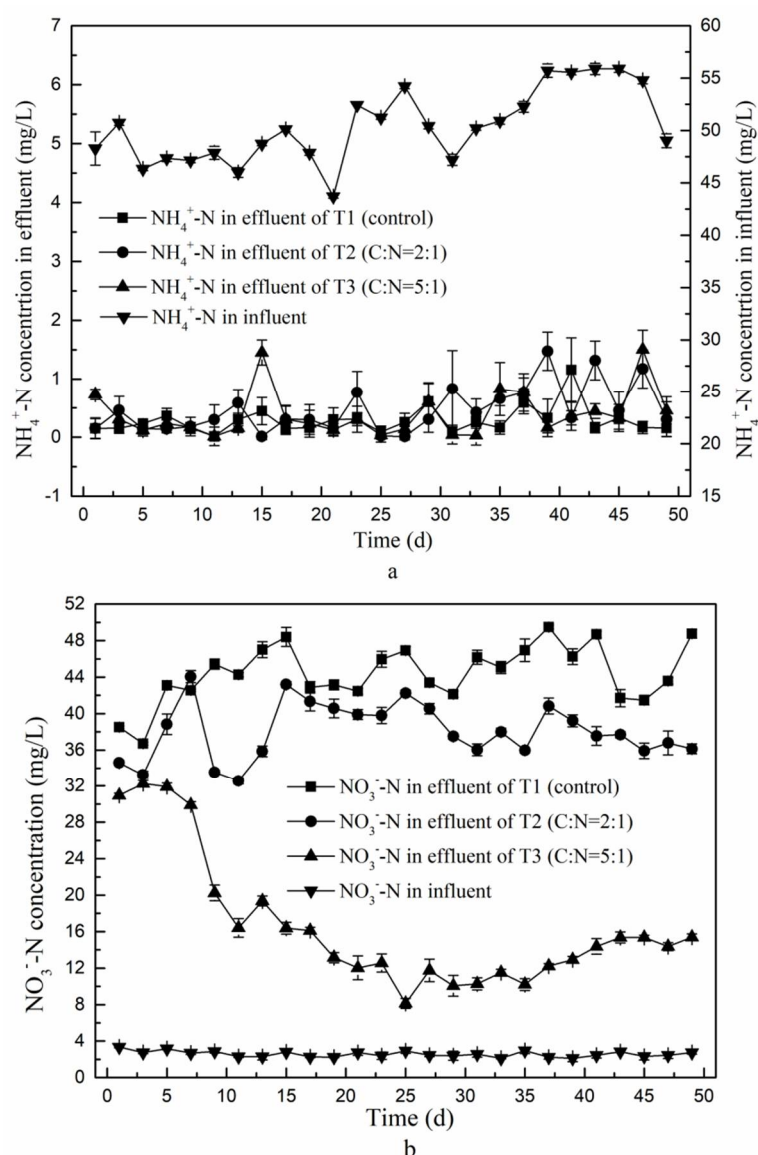 7
6
5
4
3
2
1
0
-1
60
55
50
45
40
35
30
25
20
15
NH4+-N concentrtion in effluent (mg/L)
NH4+-N concentrtion in influent (mg/L)
NH4+-N in effluent of T1 (control)
NH4+-N in effluent of T2 (C:N=2:1)
NH4+-N in effluent of T3 (C:N=5:1)
NH4+-N in influent
0 5 10 15 20 25 30 35 40 45 50
Time (d)
a
52
48
44
40
36
32
28
24
20
16
12
8
4
0
NO3--N concentration (mg/L)
NO3--N in effluent of T1 (control)
NO3--N in effluent of T2 (C:N=2:1)
NO3--N in effluent of T3 (C:N=5:1)
NO3--N in influent
0 5 10 15 20 25 30 35 40 45 50
Time (d)
b